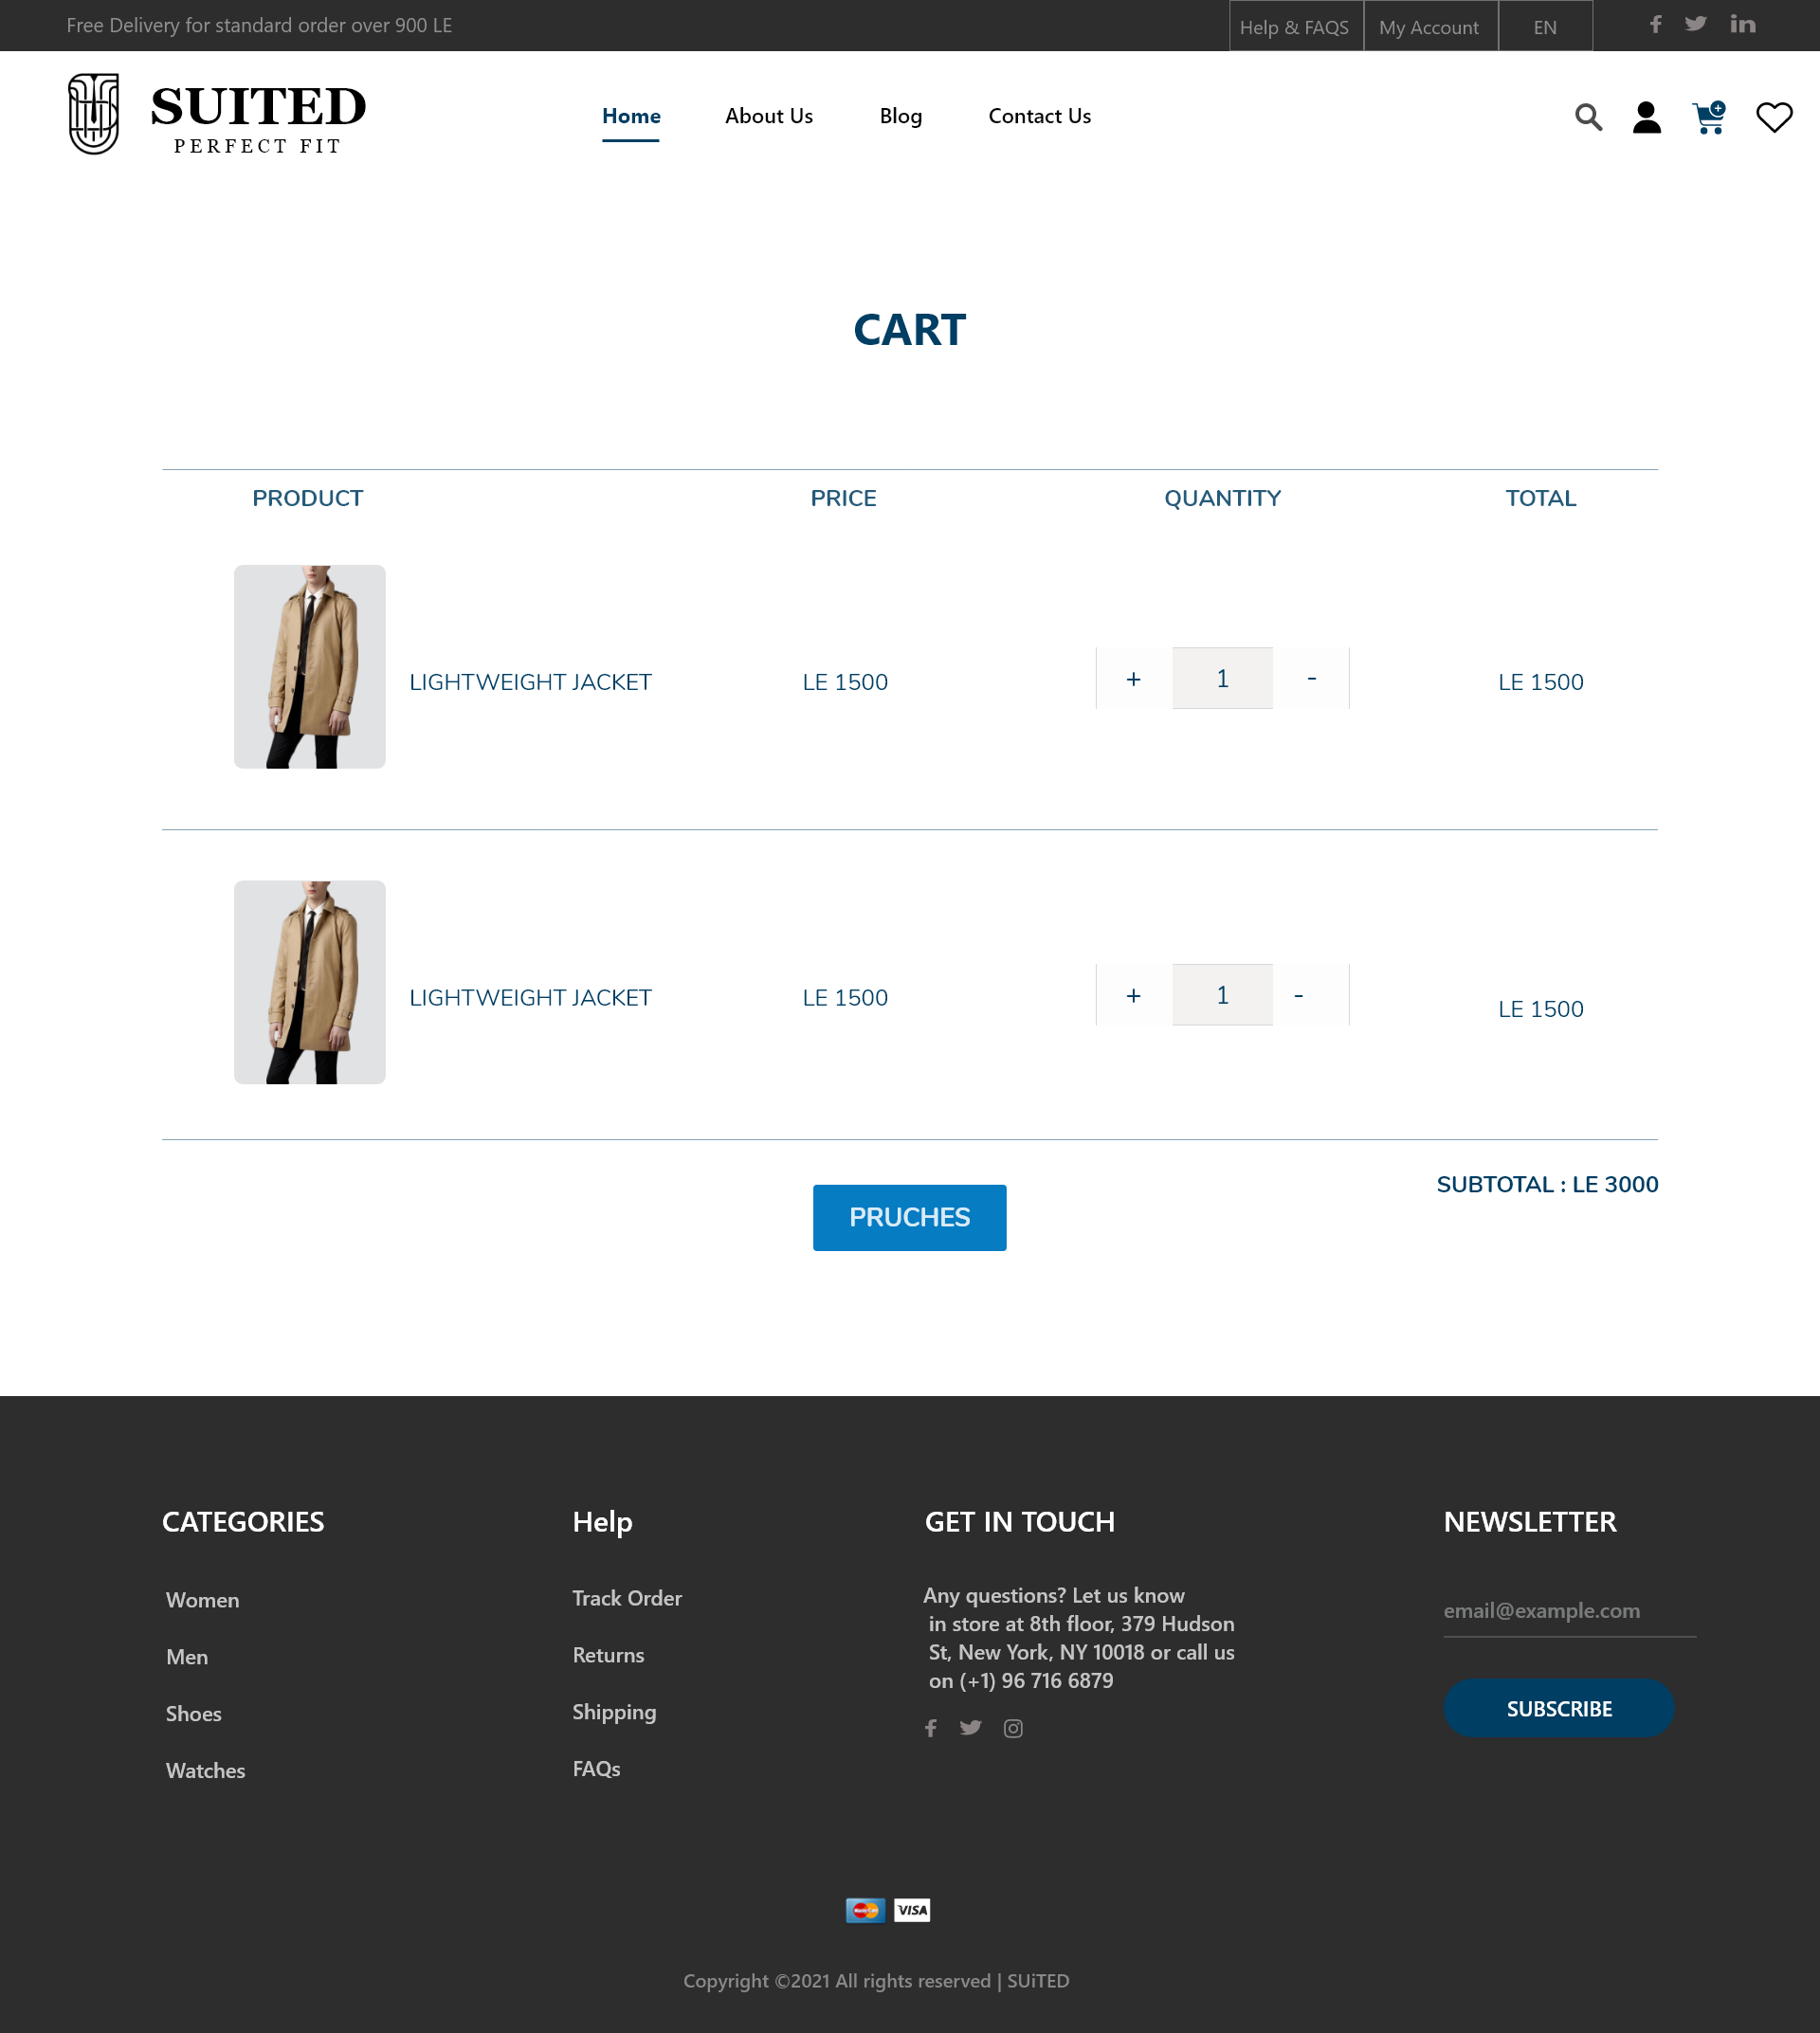 Free Delivery for standard order over 900 LE
Help & FAQS My Account EN
SUITED
PERFECT FIT
Home About Us Blog Contact Us
CART
PRODUCT PRICE QUANTITY TOTAL
LIGHTWEIGHT JACKET LE 1500 + 1 - LE 1500
LIGHTWEIGHT JACKET LE 1500 + 1 - LE 1500
SUBTOTAL : LE 3000
PRUCHES
CATEGORIES
Women
Men
Shoes
Watches
Help
Track Order
Returns
Shipping
FAQs
GET IN TOUCH
Any questions? Let us know
in store at 8th floor, 379 Hudson
St, New York, NY 10018 or call us
on (+1) 96 716 6879
NEWSLETTER
email@example.com
SUBSCRIBE
MasterCard VISA
Copyright ©2021 All rights reserved | SUiTED